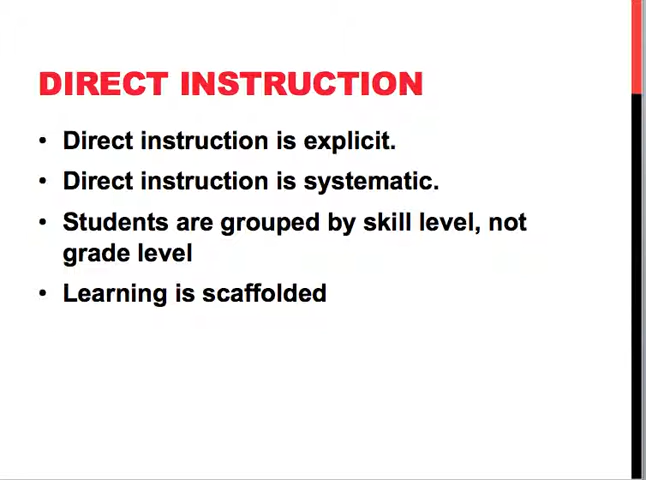 DIRECT INSTRUCTION
• Direct instruction is explicit.
• Direct instruction is systematic.
• Students are grouped by skill level, not
grade level
• Learning is scaffolded